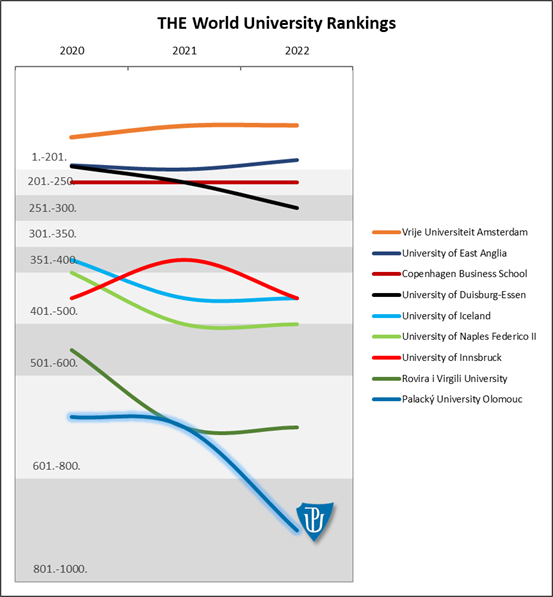 THE World University Rankings
2020 2021 2022
1.-201.
201.-250.
251.-300.
301.-350.
351.-400.
401.-500.
501.-600.
601.-800.
801.-1000.
Vrije Universiteit Amsterdam
University of East Anglia
Copenhagen Business School
University of Duisburg-Essen
University of Iceland
University of Naples Federico II
University of Innsbruck
Rovira i Virgili University
Palacký University Olomouc
UP